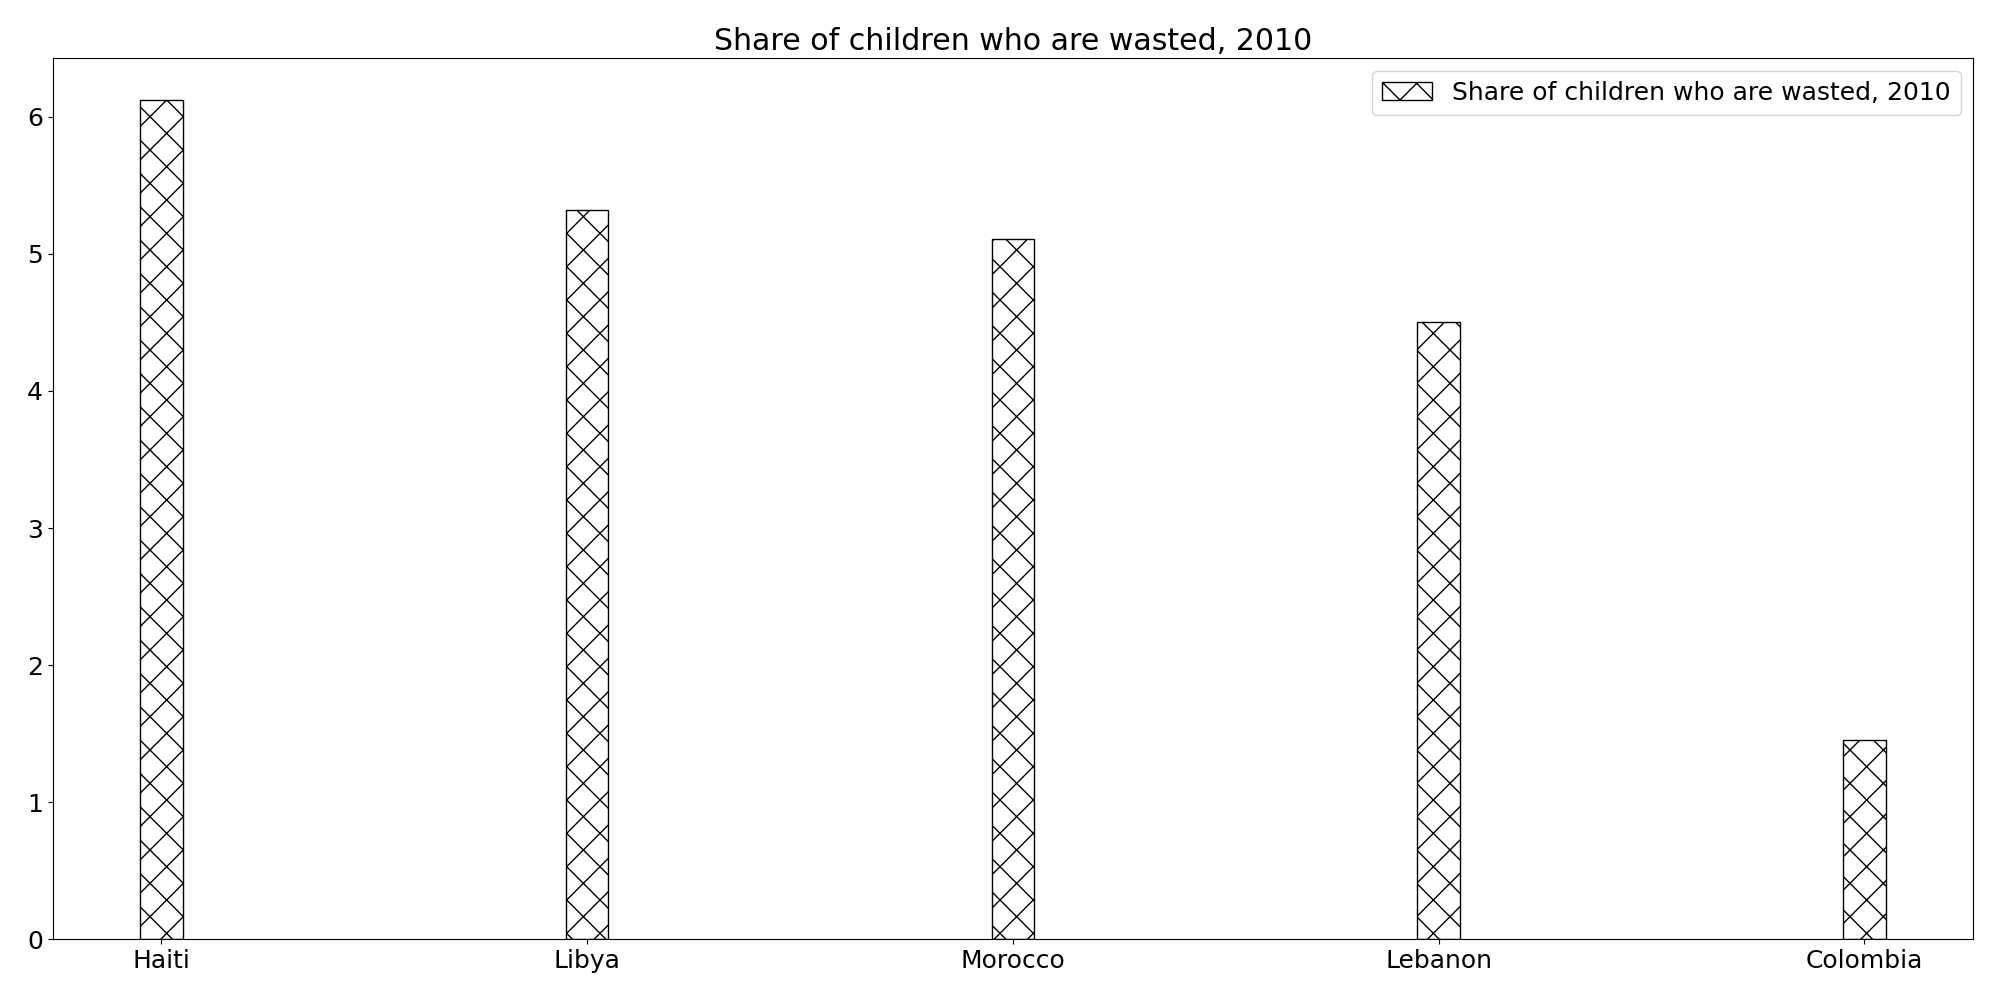 Share of children who are wasted, 2010
Share of children who are wasted, 2010
6
5
4
3
2
1
0
Haiti Libya Morocco Lebanon Colombia